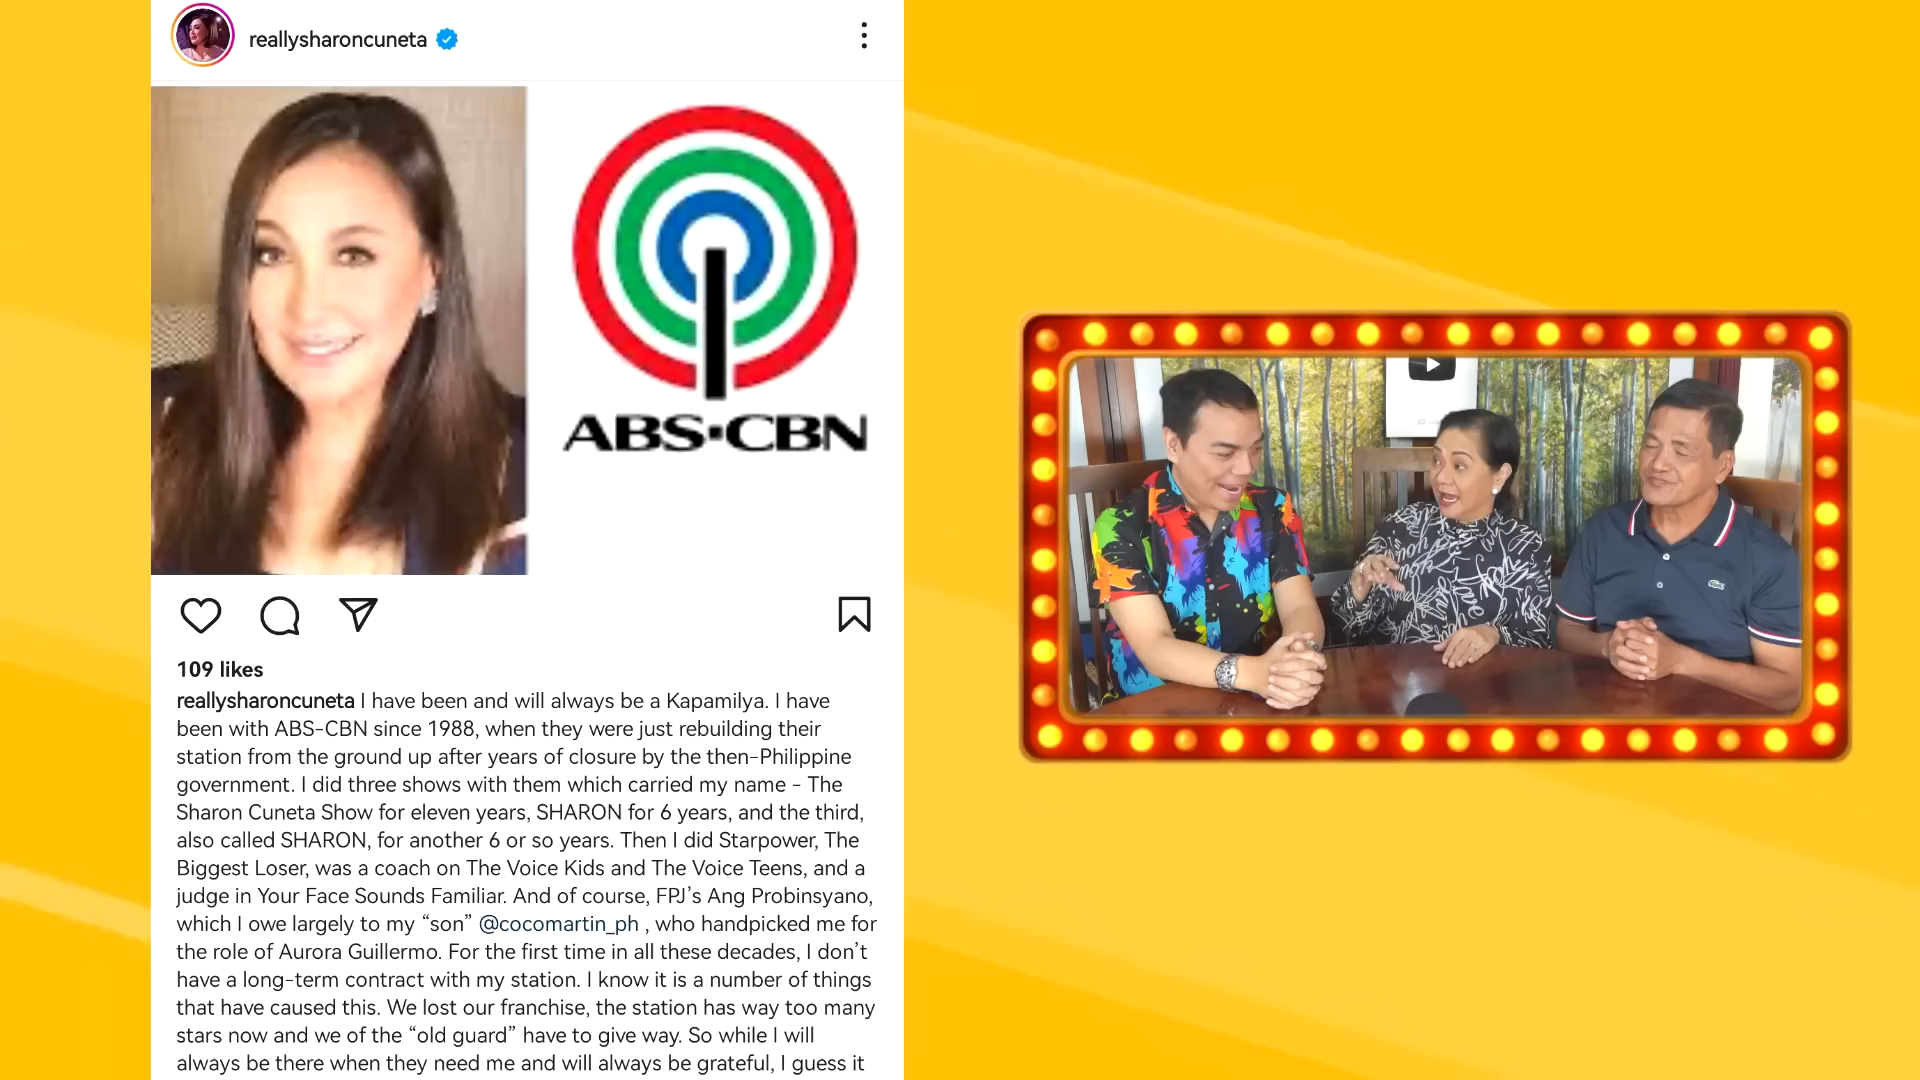 reallysharoncuneta
ABS-CBN
109 likes
reallysharoncuneta I have been and will always be a Kapamilya. I have
been with ABS-CBN since 1988, when they were just rebuilding their
station from the ground up after years of closure by the then-Philippine
government. I did three shows with them which carried my name - The
Sharon Cuneta Show for eleven years, SHARON for 6 years, and the third,
also called SHARON, for another 6 or so years. Then I did Starpower, The
Biggest Loser, was a coach on The Voice Kids and The Voice Teens, and a
judge in Your Face Sounds Familiar. And of course, FPJ’s Ang Probinsyano,
which I owe largely to my “son” @cocomartin_ph , who handpicked me for
the role of Aurora Guillermo. For the first time in all these decades, I don’t
have a long-term contract with my station. I know it is a number of things
that have caused this. We lost our franchise, the station has way too many
stars now and we of the “old guard” have to give way. So while I will
always be there when they need me and will always be grateful, I guess it